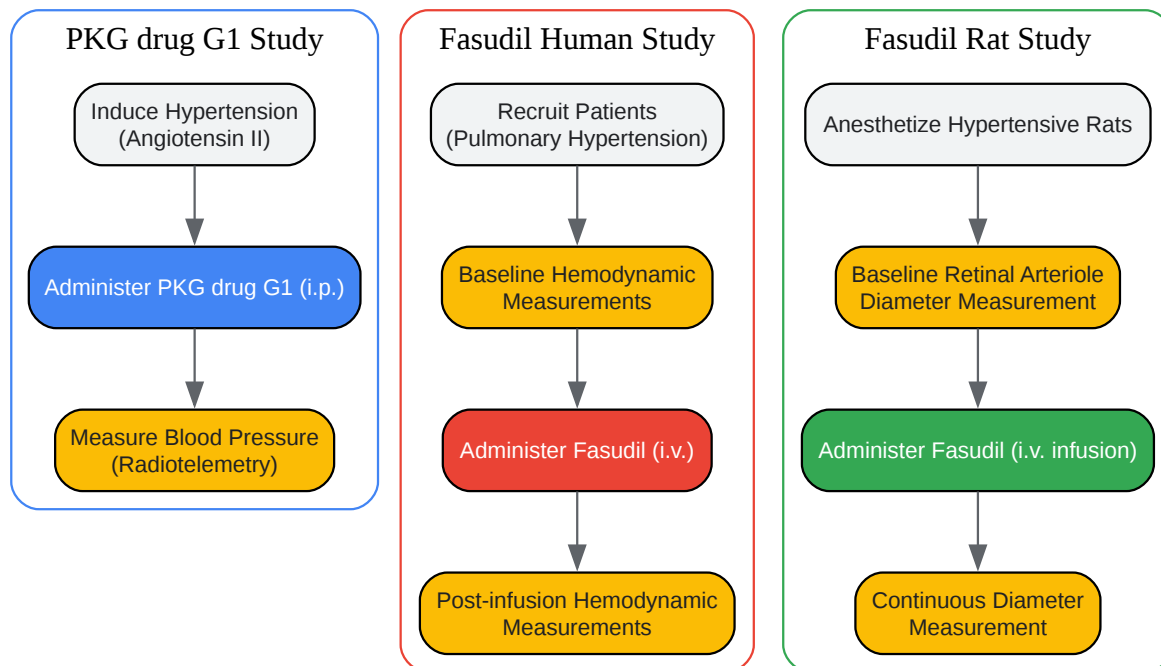 PKG drug G1 Study
Induce Hypertension
(Angiotensin II)
Administer PKG drug G1 (i.p.)
Measure Blood Pressure
(Radiotelemetry)
Fasudil Human Study
Recruit Patients
(Pulmonary Hypertension)
Baseline Hemodynamic
Measurements
Administer Fasudil (i.v.)
Post-infusion Hemodynamic
Measurements
Fasudil Rat Study
Anesthetize Hypertensive Rats
Baseline Retinal Arteriole
Diameter Measurement
Administer Fasudil (i.v. infusion)
Continuous Diameter
Measurement